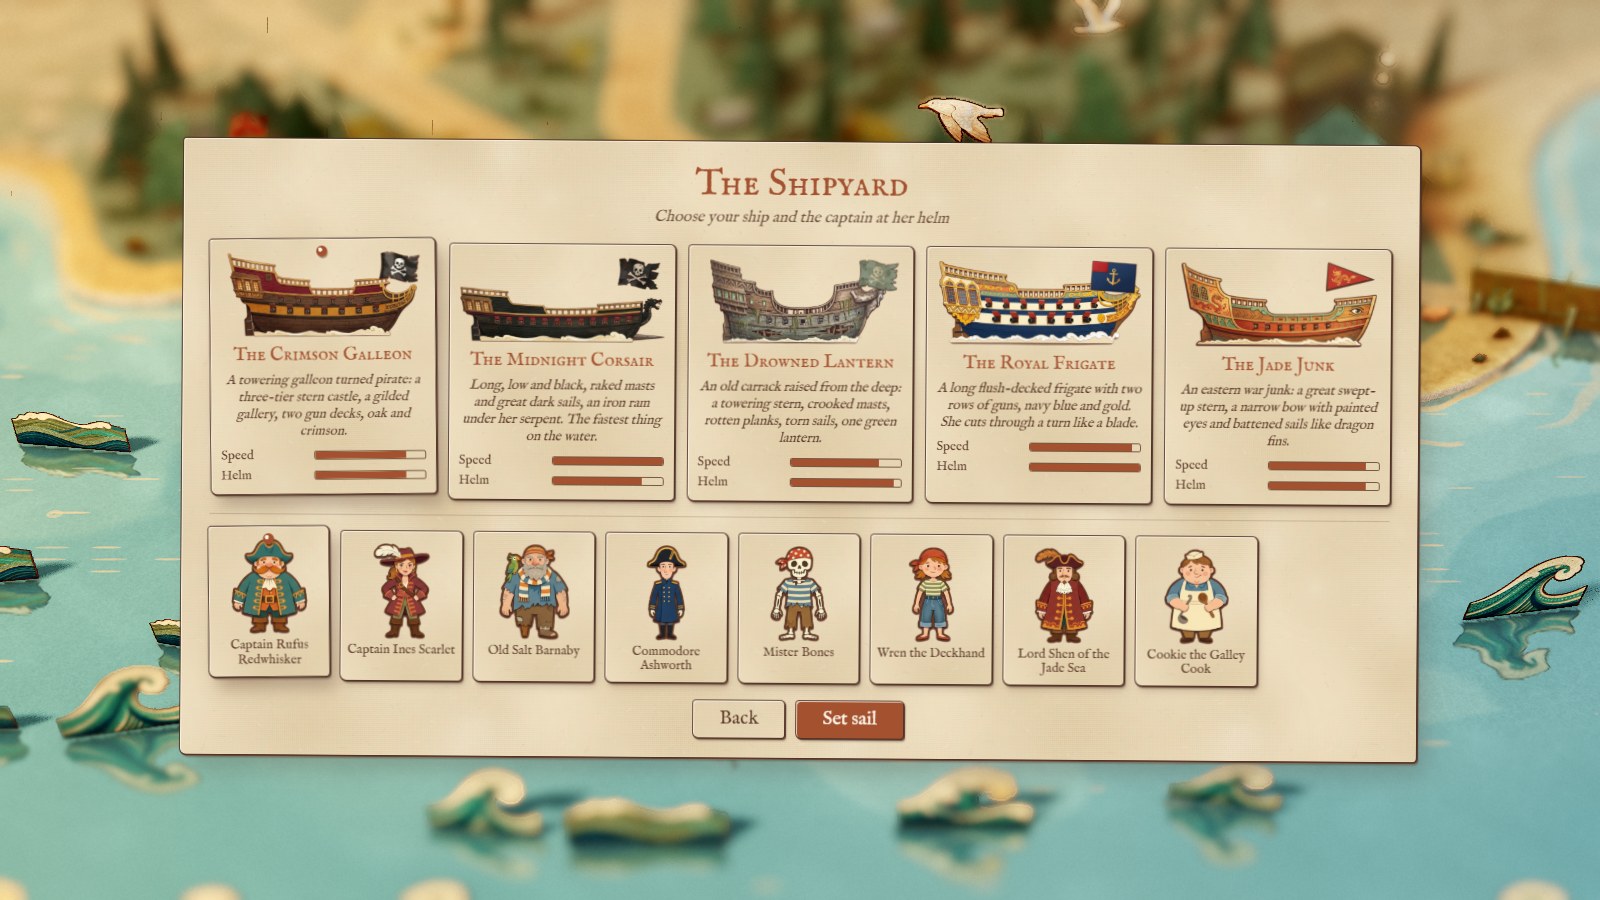 The Shipyard
Choose your ship and the captain at her helm
The Crimson Galleon
A towering galleon turned pirate: a
three-tier stern castle, a gilded
gallery, two gun decks, oak and
crimson.
Speed
Helm
The Midnight Corsair
Long, low and black, raked masts
and great dark sails, an iron ram
under her serpent. The fastest thing
on the water.
Speed
Helm
The Drowned Lantern
An old carrack raised from the deep:
a towering stern, crooked masts,
rotten planks, torn sails, one green
lantern.
Speed
Helm
The Royal Frigate
A long flush-decked frigate with two
rows of guns, navy blue and gold.
She cuts through a turn like a blade.
Speed
Helm
The Jade Junk
An eastern war junk: a great swept-
up stern, a narrow bow with painted
eyes and battened sails like dragon
fins.
Speed
Helm
Captain Rufus
Redwhisker
Captain Ines Scarlet
Old Salt Barnaby
Commodore
Ashworth
Mister Bones
Wren the Deckhand
Lord Shen of the
Jade Sea
Cookie the Galley
Cook
Back
Set sail